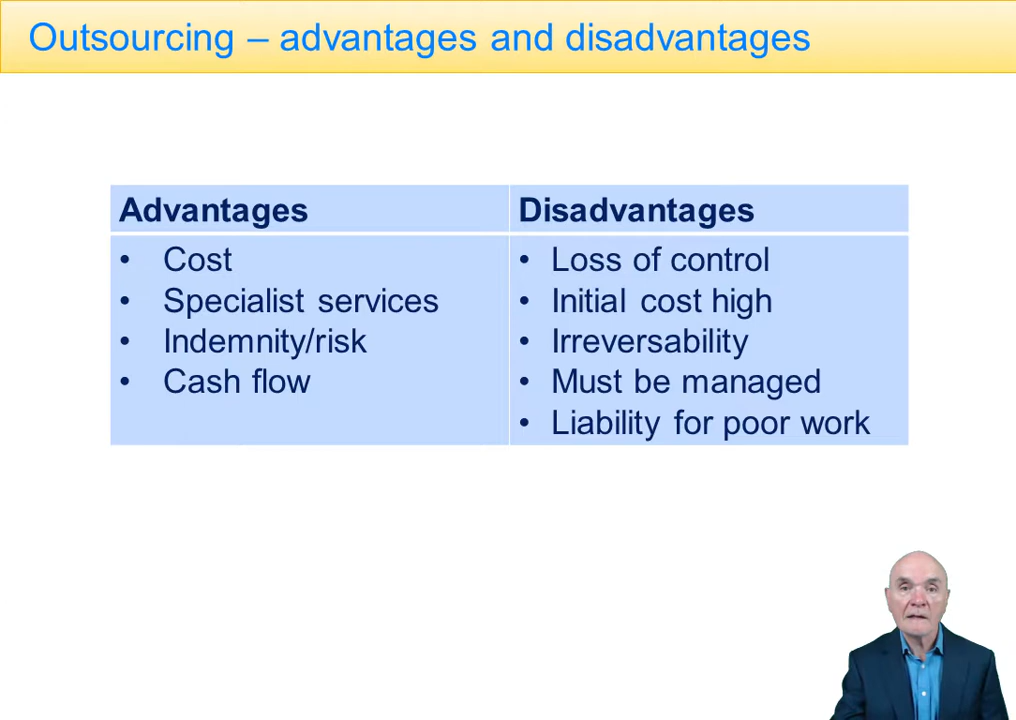 Outsourcing – advantages and disadvantages
Advantages
• Cost
• Specialist services
• Indemnity/risk
• Cash flow
Disadvantages
• Loss of control
• Initial cost high
• Irreversability
• Must be managed
• Liability for poor work